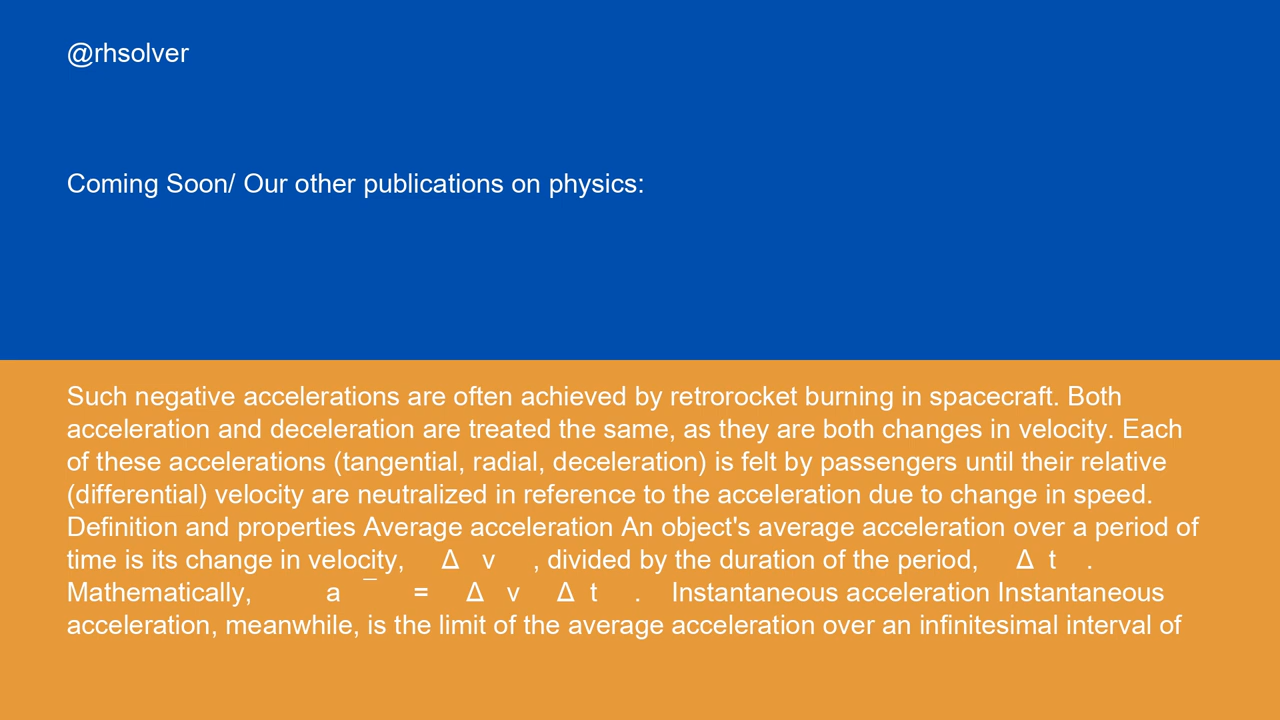 @rhsolver
Coming Soon/ Our other publications on physics:
Such negative accelerations are often achieved by retrorocket burning in spacecraft. Both
acceleration and deceleration are treated the same, as they are both changes in velocity. Each
of these accelerations (tangential, radial, deceleration) is felt by passengers until their relative
(differential) velocity are neutralized in reference to the acceleration due to change in speed.
Definition and properties Average acceleration An object's average acceleration over a period of
time is its change in velocity, Δ v , divided by the duration of the period, Δ t .
Mathematically, a ¯ = Δ v Δ t . Instantaneous acceleration Instantaneous
acceleration, meanwhile, is the limit of the average acceleration over an infinitesimal interval of